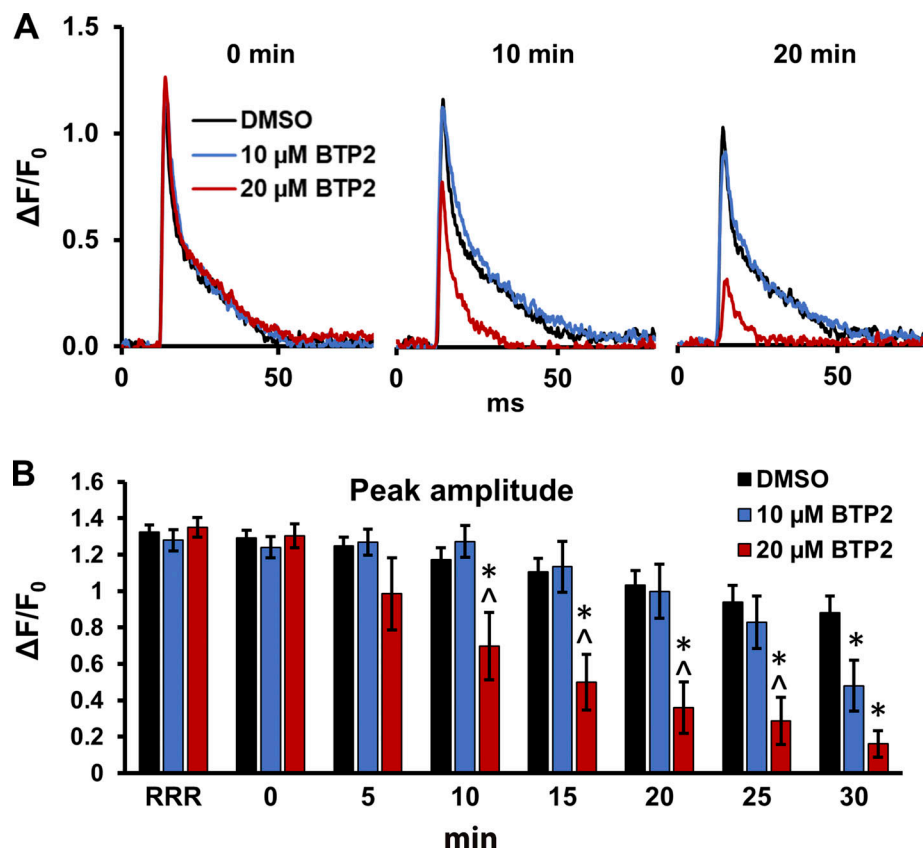 A
1.5
1.0
0.5
0.0
ΔF/F0
0 min
10 min
20 min
DMSO
10 µM BTP2
20 µM BTP2
0
50
0
50
0
50
ms
B
Peak amplitude
1.6
1.4
1.2
1
0.8
0.6
0.4
0.2
0
ΔF/F0
DMSO
10 µM BTP2
20 µM BTP2
*
^
*
^
*
^
*
^
*
*
RRR
0
5
10
15
20
25
30
min